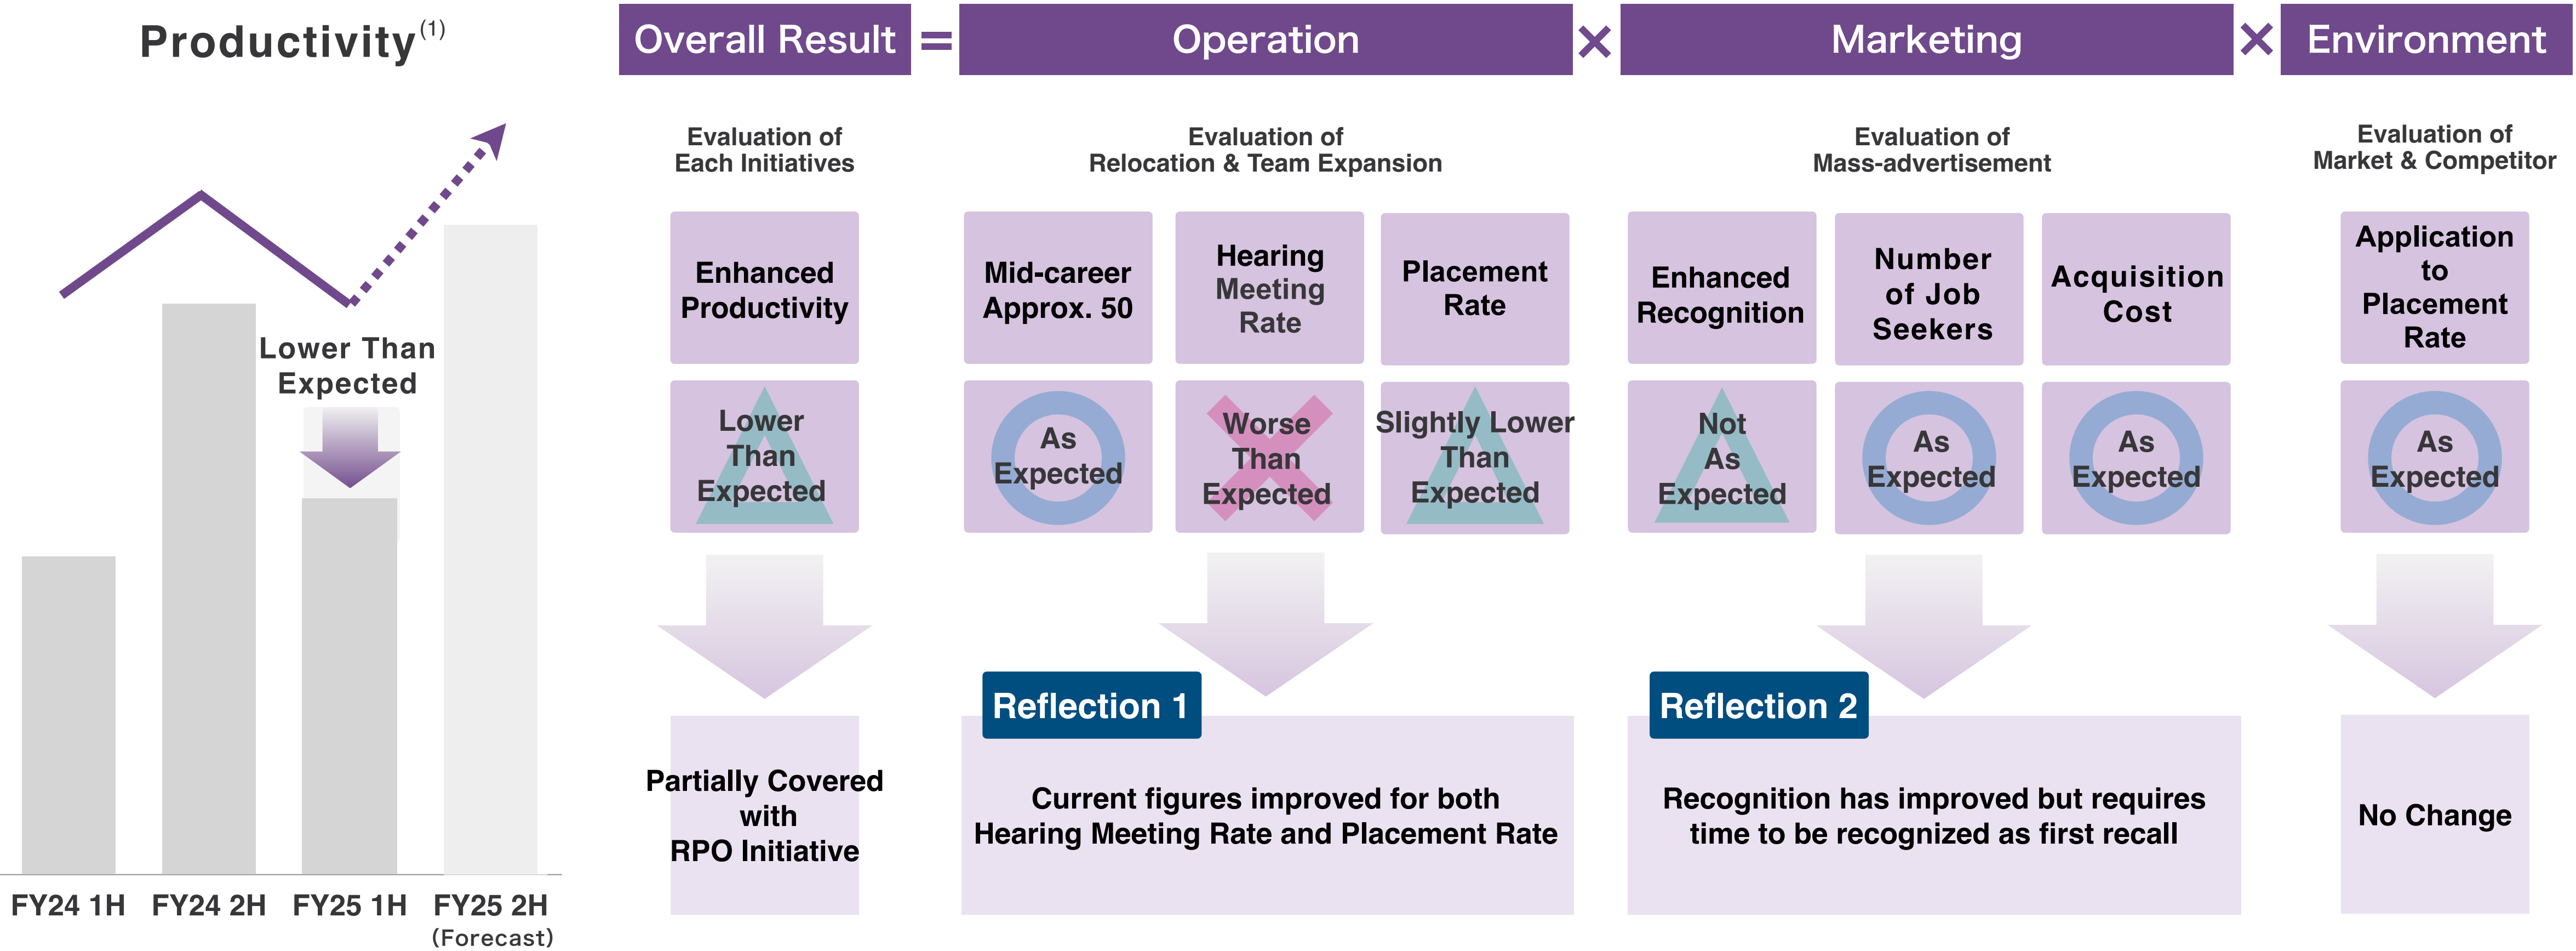 Productivity(1)
Lower Than
Expected
FY24 1H
FY24 2H
FY25 1H
FY25 2H
(Forecast)
Overall Result
=
Operation
×
Marketing
×
Environment
Evaluation of
Each Initiatives
Evaluation of
Relocation & Team Expansion
Evaluation of
Mass-advertisement
Evaluation of
Market & Competitor
Enhanced
Productivity
Mid-career
Approx. 50
Hearing
Meeting
Rate
Placement
Rate
Enhanced
Recognition
Number
of Job
Seekers
Acquisition
Cost
Application
to
Placement
Rate
Lower
Than
Expected
As
Expected
Worse
Than
Expected
Slightly Lower
Than
Expected
Not
As
Expected
As
Expected
As
Expected
As
Expected
Partially Covered
with
RPO Initiative
Reflection 1
Current figures improved for both
Hearing Meeting Rate and Placement Rate
Reflection 2
Recognition has improved but requires
time to be recognized as first recall
No Change